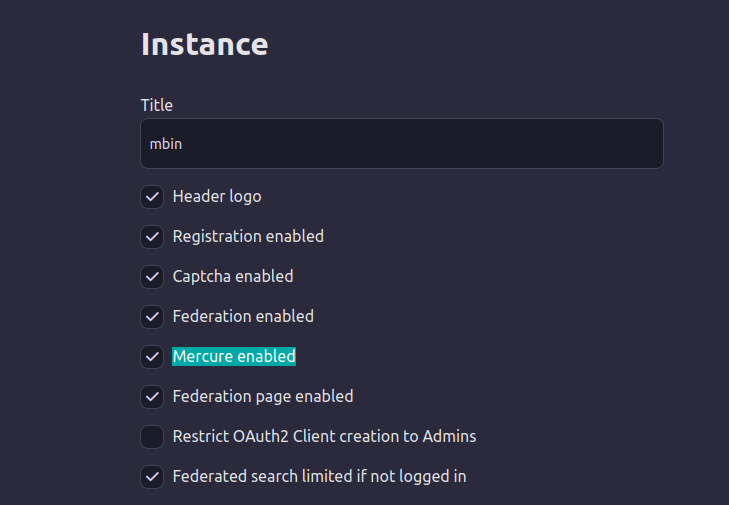 Instance
Title
mbin
Header logo
Registration enabled
Captcha enabled
Federation enabled
Mercure enabled
Federation page enabled
Restrict OAuth2 Client creation to Admins
Federated search limited if not logged in